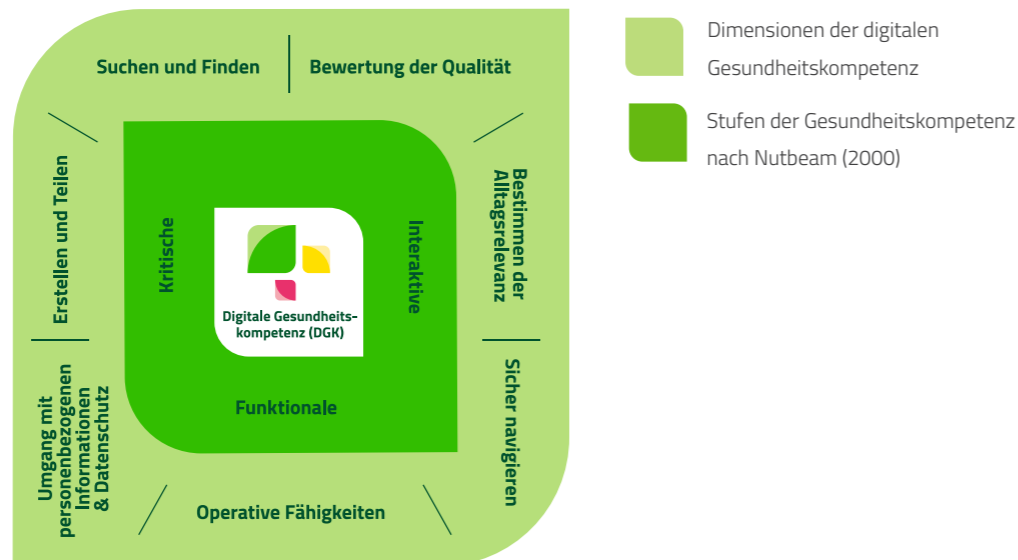 Suchen und Finden
Bewertung der Qualität
Bestimmen der
Alltagsrelevanz
Sicher navigieren
Operative Fähigkeiten
Umgang mit
personenbezogenen
Informationen
& Datenschutz
Erstellen und Teilen
Kritische
Interaktive
Funktionale
Digitale Gesundheits-
kompetenz (DGK)
Dimensionen der digitalen
Gesundheitskompetenz
Stufen der Gesundheitskompetenz
nach Nutbeam (2000)